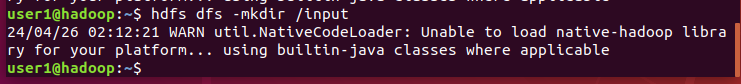 user1@hadoop:~$ hdfs dfs -mkdir /input
24/04/26 02:12:21 WARN util.NativeCodeLoader: Unable to load native-hadoop libra
ry for your platform... using builtin-java classes where applicable
user1@hadoop:~$